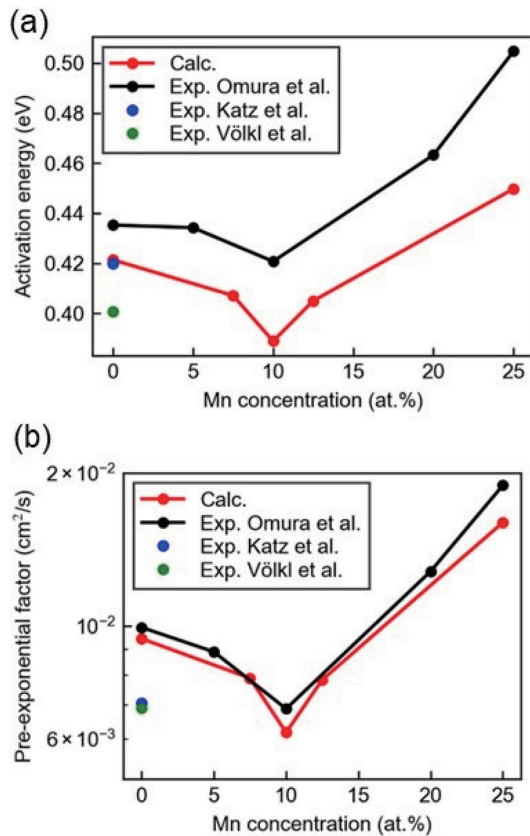 (a)
Activation energy (eV)
0.50
0.48
0.46
0.44
0.42
0.40
Calc.
Exp. Omura et al.
Exp. Katz et al.
Exp. Völkl et al.
0 5 10 15 20 25
Mn concentration (at.%)
(b)
Pre-exponential factor (cm²/s)
2 × 10⁻²
10⁻²
6 × 10⁻³
Calc.
Exp. Omura et al.
Exp. Katz et al.
Exp. Völkl et al.
0 5 10 15 20 25
Mn concentration (at.%)